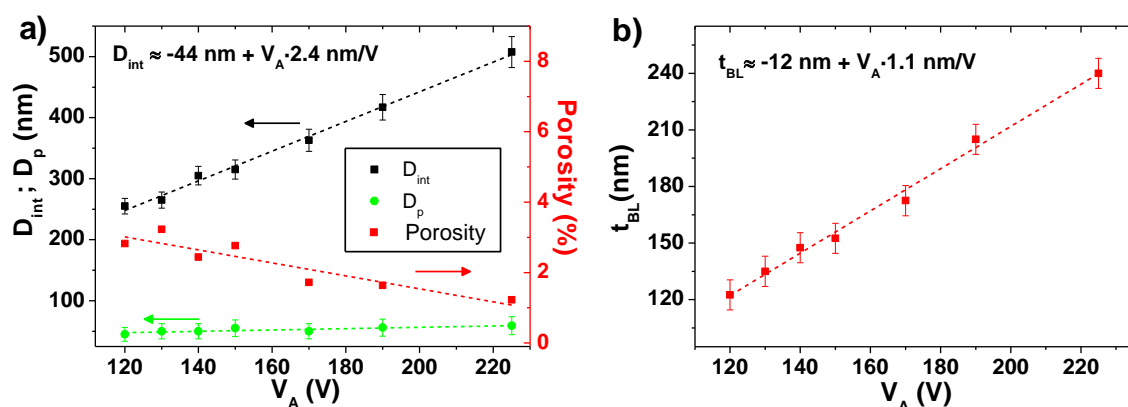 a)
D_int ≈ -44 nm + V_A·2.4 nm/V
D_int ; D_p (nm)
500
400
300
200
100
120 140 160 180 200 220
V_A (V)
8
6
4
2
0
Porosity (%)
D_int
D_p
Porosity
b)
t_BL≈ -12 nm + V_A·1.1 nm/V
t_BL(nm)
240
210
180
150
120
120 140 160 180 200 220
V_A (V)